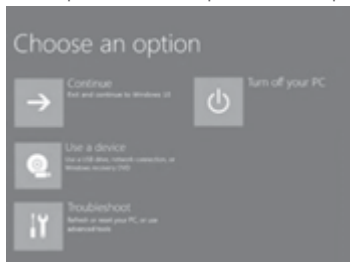 Choose an option
Continue
Exit and continue to Windows
Turn off your PC
Use a device
Use a USB drive, network connection, or
Windows recovery DVD
Troubleshoot
Refresh or reset your PC, or use
advanced tools